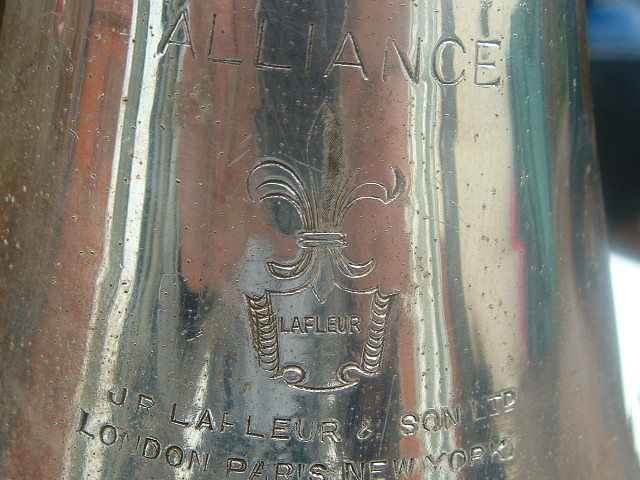 ALLIANCE
LAFLEUR
J R LAFLEUR & SON LTD
LONDON PARIS NEW YORK